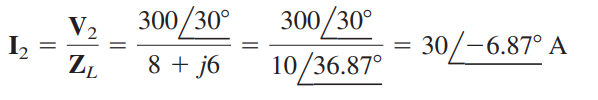 I₂ = V₂/Z_L = 300/30° / (8 + j6) = 300/30° / 10/36.87° = 30/−6.87° A